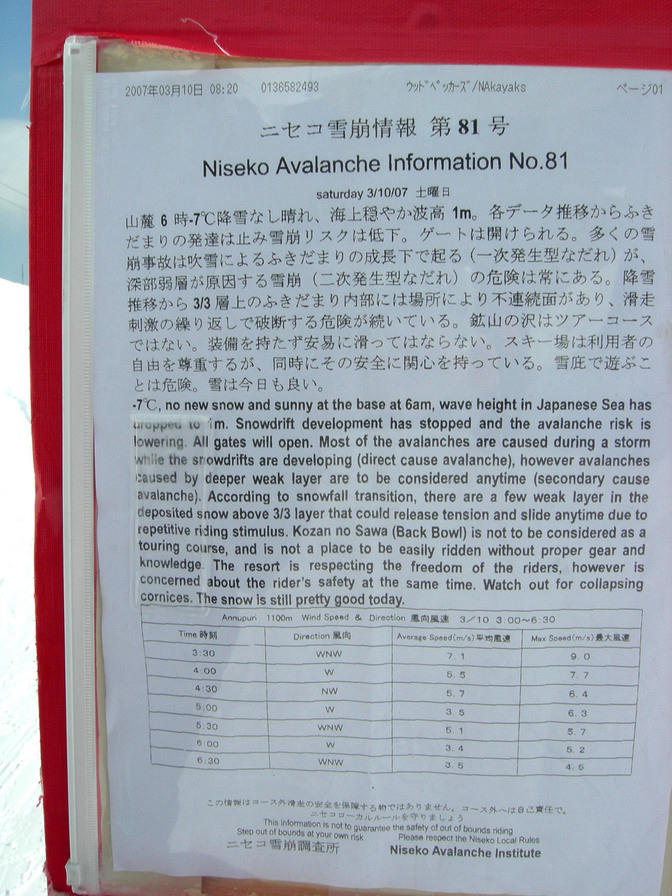 2007年03月10日 08:20 0136582493 ウッドペッカーズ/NAkayaks ページ01
ニセコ雪崩情報 第 81 号
Niseko Avalanche Information No.81
saturday 3/10/07 土曜日
山麓 6 時-7℃降雪なし晴れ、海上穏やか波高 1m。各データ推移からふき
だまりの発達は止み雪崩リスクは低下。ゲートは開けられる。多くの雪
崩事故は吹雪によるふきだまりの成長下で起る（一次発生型なだれ）が、
深部弱層が原因する雪崩（二次発生型なだれ）の危険は常にある。降雪
推移から 3/3 層上のふきだまり内部には場所により不連続面があり、滑走
刺激の繰り返しで破断する危険が続いている。鉱山の沢はツアーコース
ではない。装備を持たず安易に滑ってはならない。スキー場は利用者の
自由を尊重するが、同時にその安全に関心を持っている。雪庇で遊ぶこ
とは危険。雪は今日も良い。
-7℃, no new snow and sunny at the base at 6am, wave height in Japanese Sea has
dropped to 1m. Snowdrift development has stopped and the avalanche risk is
lowering. All gates will open. Most of the avalanches are caused during a storm
while the snowdrifts are developing (direct cause avalanche), however avalanches
caused by deeper weak layer are to be considered anytime (secondary cause
avalanche). According to snowfall transition, there are a few weak layer in the
deposited snow above 3/3 layer that could release tension and slide anytime due to
repetitive riding stimulus. Kozan no Sawa (Back Bowl) is not to be considered as a
touring course, and is not a place to be easily ridden without proper gear and
knowledge. The resort is respecting the freedom of the riders, however is
concerned about the rider's safety at the same time. Watch out for collapsing
cornices. The snow is still pretty good today.
Annupuri 1100m Wind Speed & Direction 風向風速 3/10 3:00～6:30
Time 時刻 Direction 風向 Average Speed(m/s)平均風速 Max Speed(m/s)最大風速
3:30 WNW 7.1 9.0
4:00 W 5.5 7.7
4:30 NW 5.7 6.4
5:00 W 3.5 6.3
5:30 WNW 5.1 5.7
6:00 W 3.4 5.2
6:30 WNW 3.5 4.6
この情報はコース外滑走の安全を保障する物ではありません。コース外へは自己責任で。
ニセコローカルルールを守りましょう
This information is not to guarantee the safety of out of bounds riding
Step out of bounds at your own risk Please respect the Niseko Local Rules
ニセコ雪崩調査所 Niseko Avalanche Institute